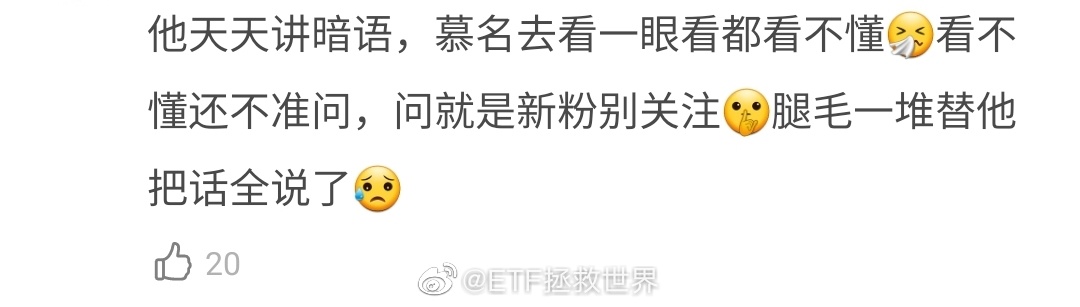 他天天讲暗语，慕名去看一眼看都看不懂🤧看不
懂还不准问，问就是新粉别关注🤫腿毛一堆替他
把话全说了😥
20
@ETF拯救世界